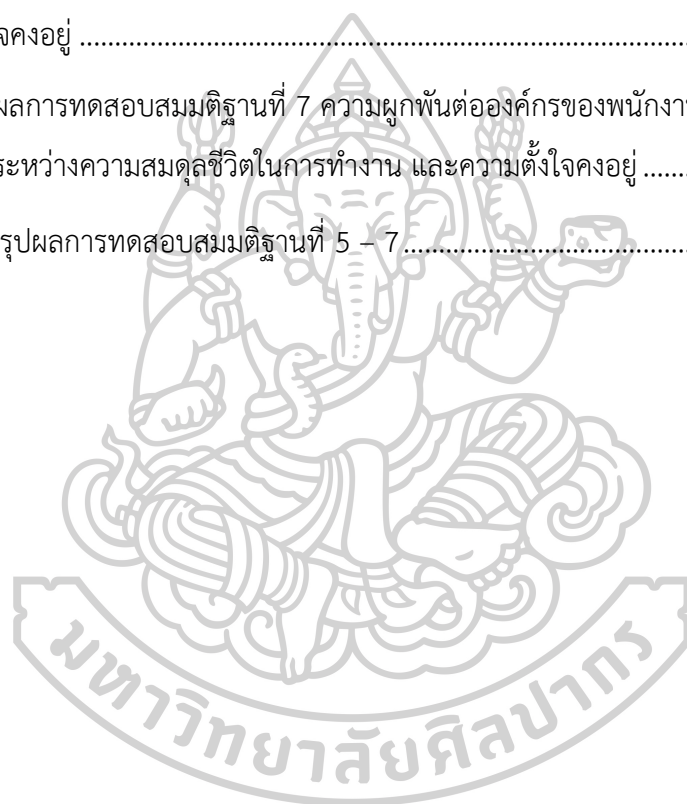 จคงอยู่ ....................................................................................................
ผลการทดสอบสมมติฐานที่ 7 ความผูกพันต่อองค์กรของพนักงาน
ระหว่างความสมดุลชีวิตในการทำงาน และความตั้งใจคงอยู่ .......
รุปผลการทดสอบสมมติฐานที่ 5 – 7 ..............................................
มหาวิทยาลัยศิลปากร